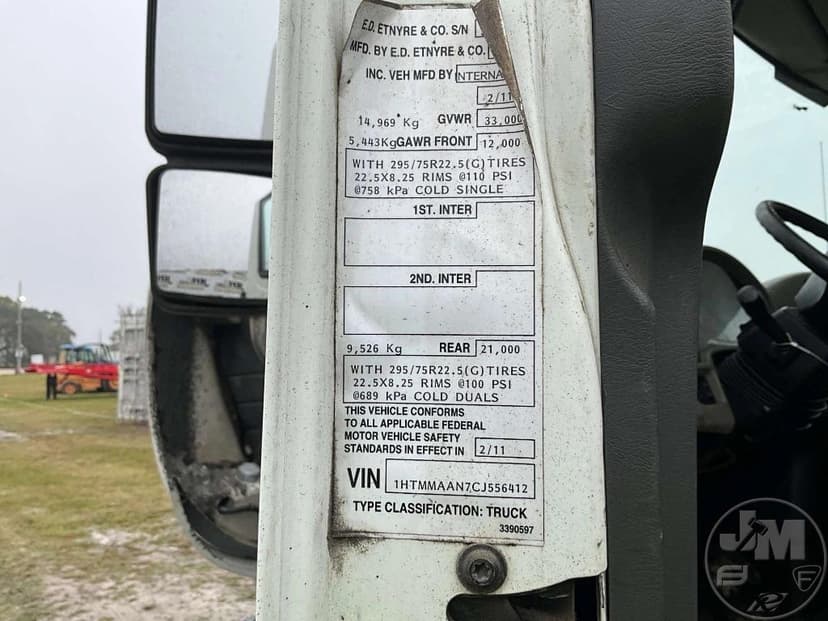 E.D. ETNYRE & CO. S/N
MFD. BY E.D. ETNYRE & CO.
INC. VEH MFD BY NTERNA
2/11
14,969 Kg GVWR 33,000
5,443Kg GAWR FRONT 12,000
WITH 295/75R22.5(G)TIRES
22.5X8.25 RIMS @110 PSI
@758 kPa COLD SINGLE
1ST. INTER
2ND. INTER
9,526 Kg REAR 21,000
WITH 295/75R22.5(G)TIRES
22.5X8.25 RIMS @100 PSI
@689 kPa COLD DUALS
THIS VEHICLE CONFORMS
TO ALL APPLICABLE FEDERAL
MOTOR VEHICLE SAFETY
STANDARDS IN EFFECT IN 2/11
VIN 1HTMMAAN7CJ556412
TYPE CLASSIFICATION: TRUCK
3390597
JM